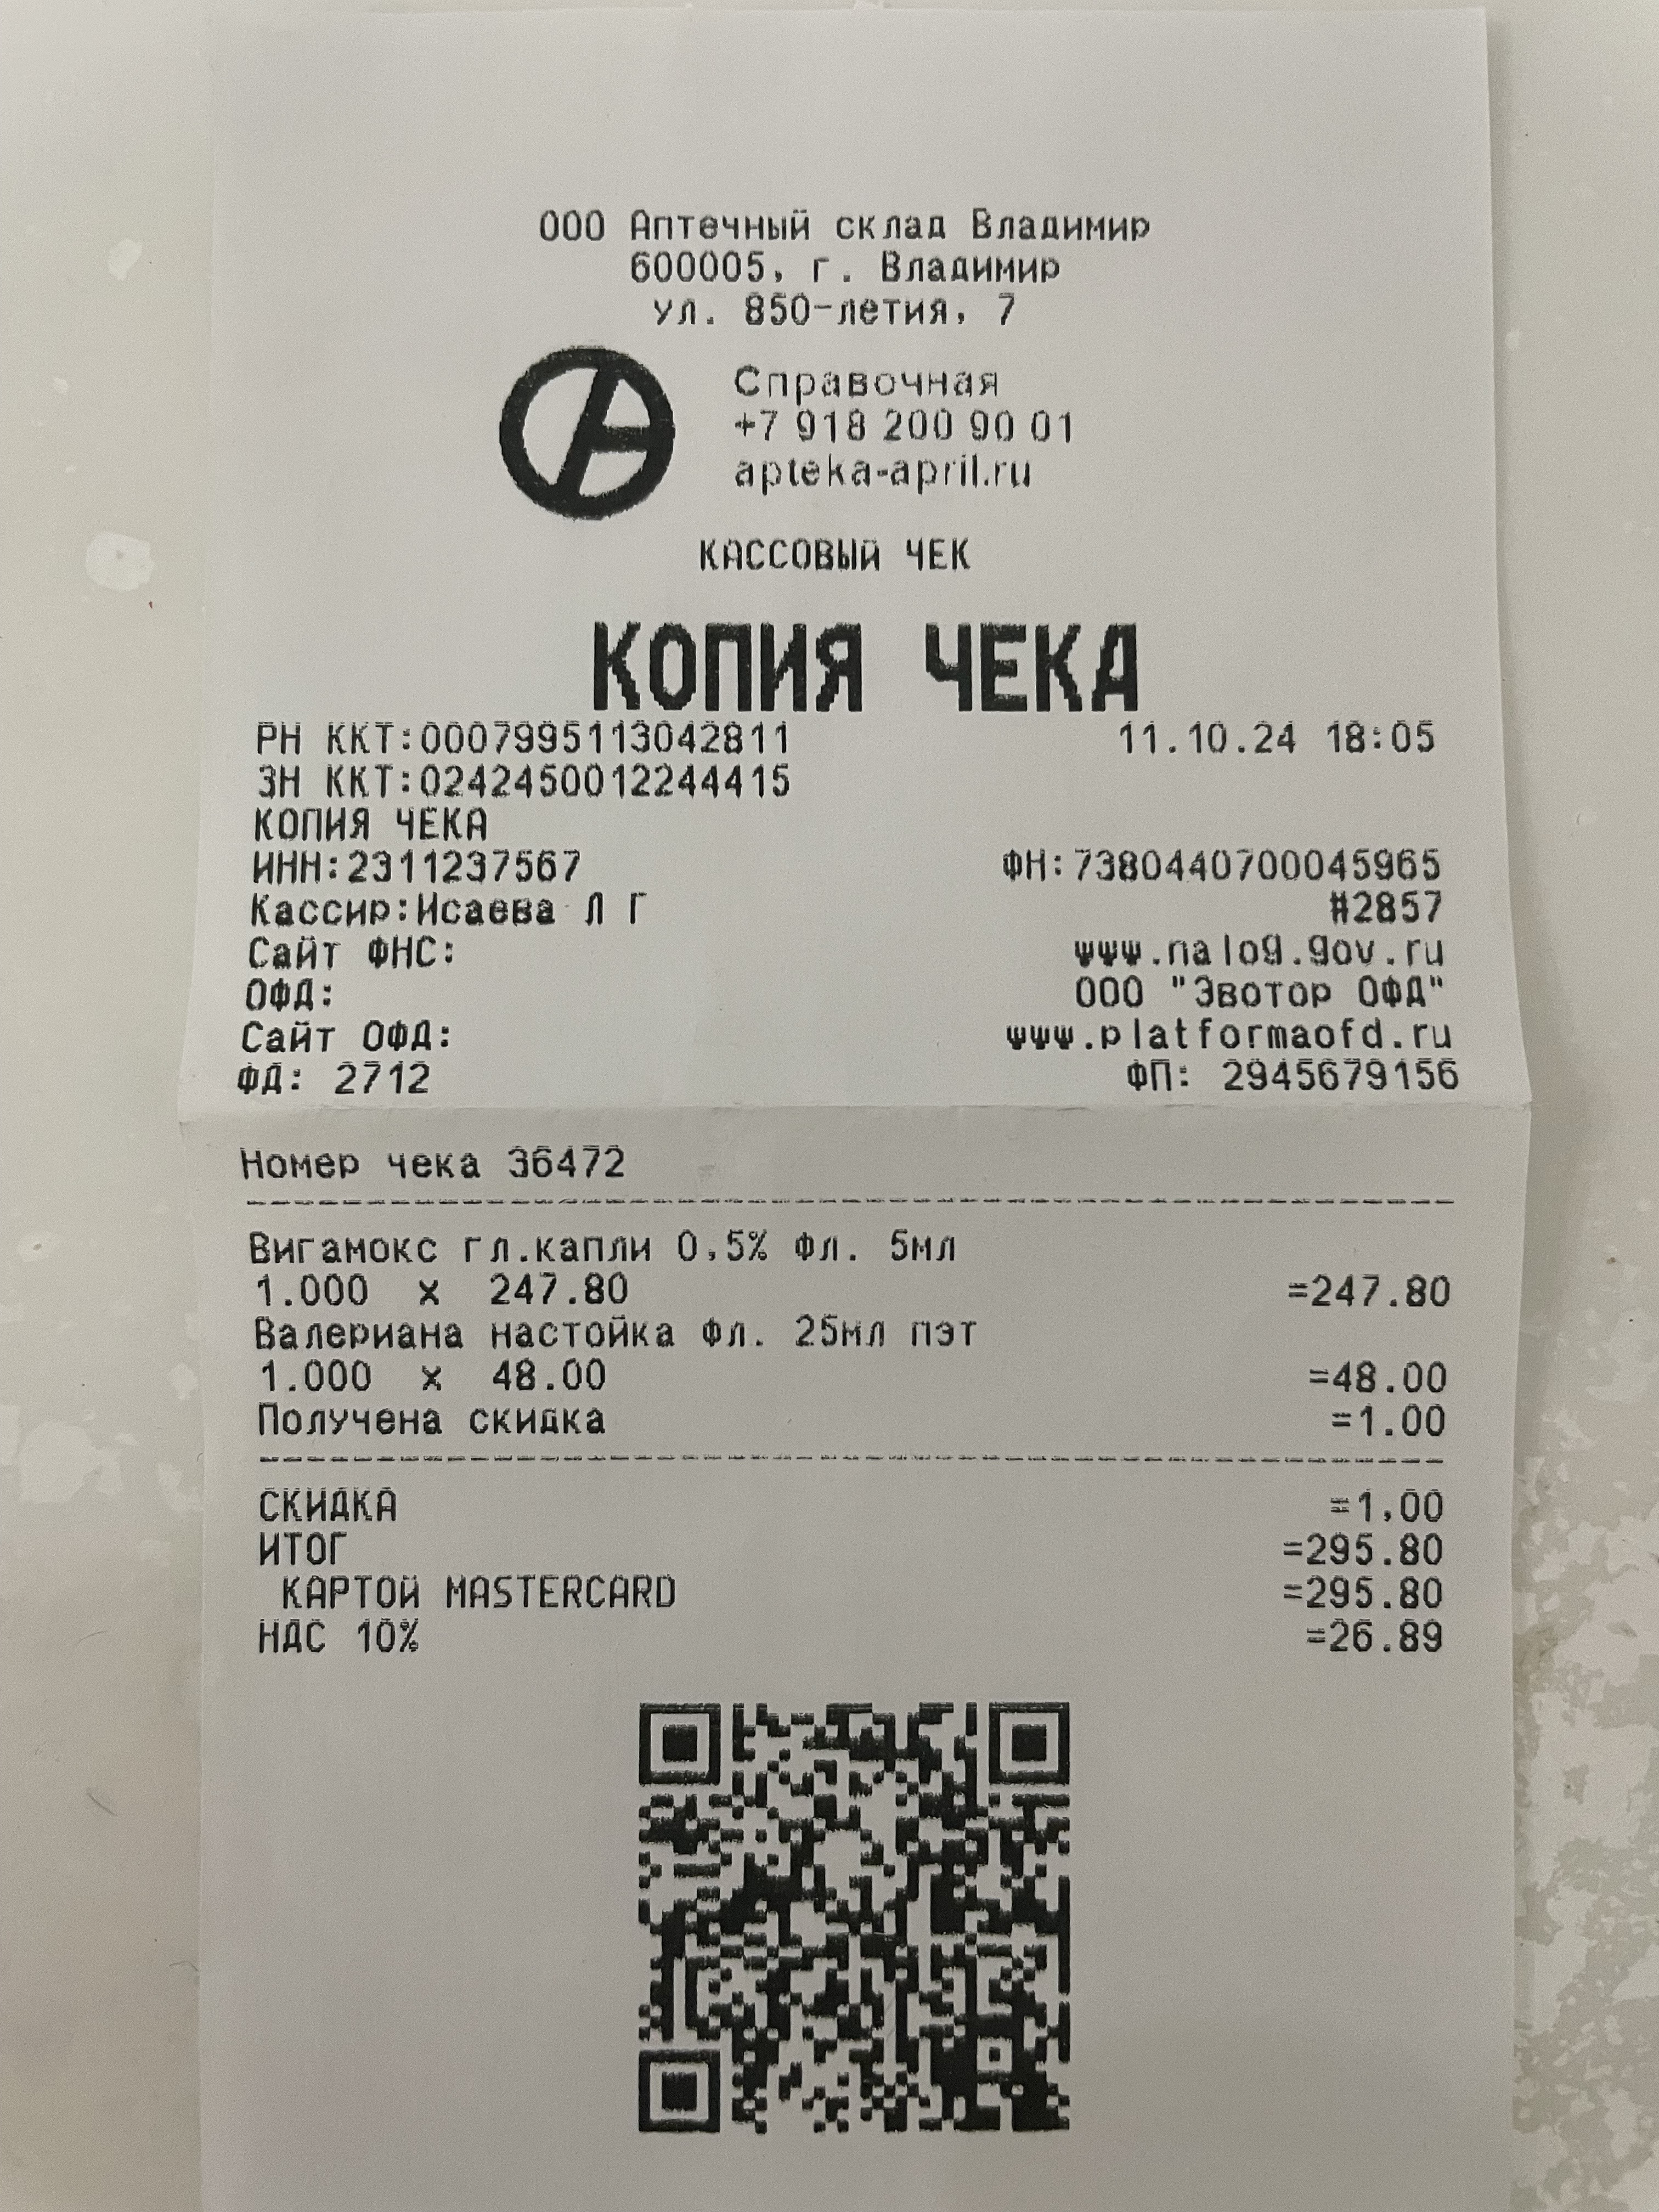 ООО Аптечный склад Владимир
600005, г. Владимир
ул. 850-летия, 7
Справочная
+7 918 200 90 01
apteka-april.ru
КАССОВЫЙ ЧЕК
КОПИЯ ЧЕКА
РН ККТ:0007995113042811 11.10.24 18:05
ЗН ККТ:0242450012244415
КОПИЯ ЧЕКА
ИНН:2311237567 ФН:7380440700045965
Кассир:Исаева Л Г #2857
Сайт ФНС: www.nalog.gov.ru
ОФД: ООО "Эвотор ОФД"
Сайт ОФД: www.platformaofd.ru
ФД: 2712 ФП: 2945679156
Номер чека 36472
Вигамокс гл.капли 0,5% Фл. 5мл
1.000 x 247.80 =247.80
Валериана настойка Фл. 25мл пэт
1.000 x 48.00 =48.00
Получена скидка =1.00
СКИДКА =1,00
ИТОГ =295.80
КАРТОЙ MASTERCARD =295.80
НДС 10% =26.89